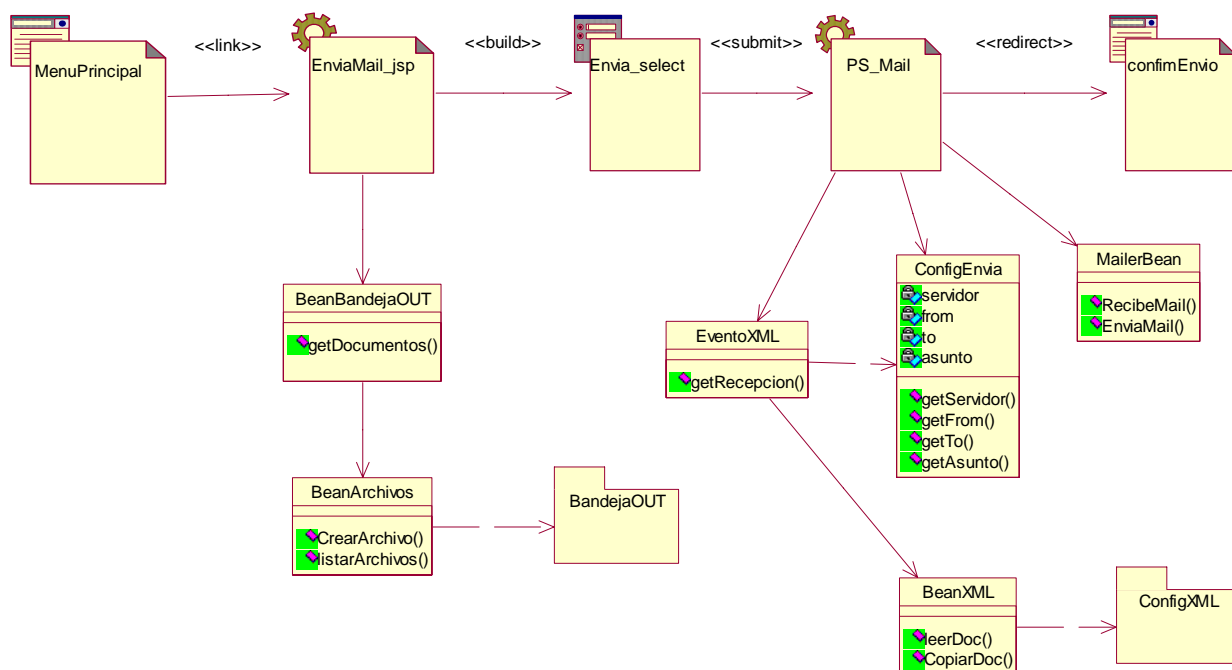 <<link>>
<<build>>
<<submit>>
<<redirect>>
MenuPrincipal
EnviaMail_jsp
Envia_select
PS_Mail
confimEnvio
BeanBandejaOUT
getDocumentos()
EventoXML
getRecepcion()
ConfigEnvia
servidor
from
to
asunto
getServidor()
getFrom()
getTo()
getAsunto()
MailerBean
RecibeMail()
EnviaMail()
BeanArchivos
CrearArchivo()
listarArchivos()
BandejaOUT
BeanXML
leerDoc()
CopiarDoc()
ConfigXML